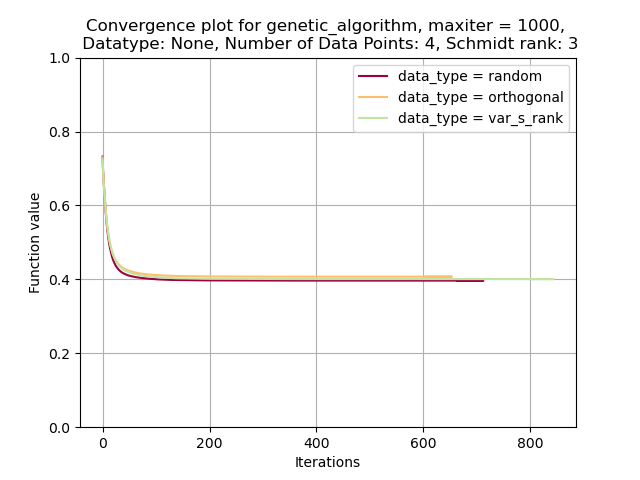 Convergence plot for genetic_algorithm, maxiter = 1000,
Datatype: None, Number of Data Points: 4, Schmidt rank: 3
1.0
data_type = random
data_type = orthogonal
data_type = var_s_rank
0.8
0.6
Function value
0.4
0.2
0.0
0 200 400 600 800
Iterations